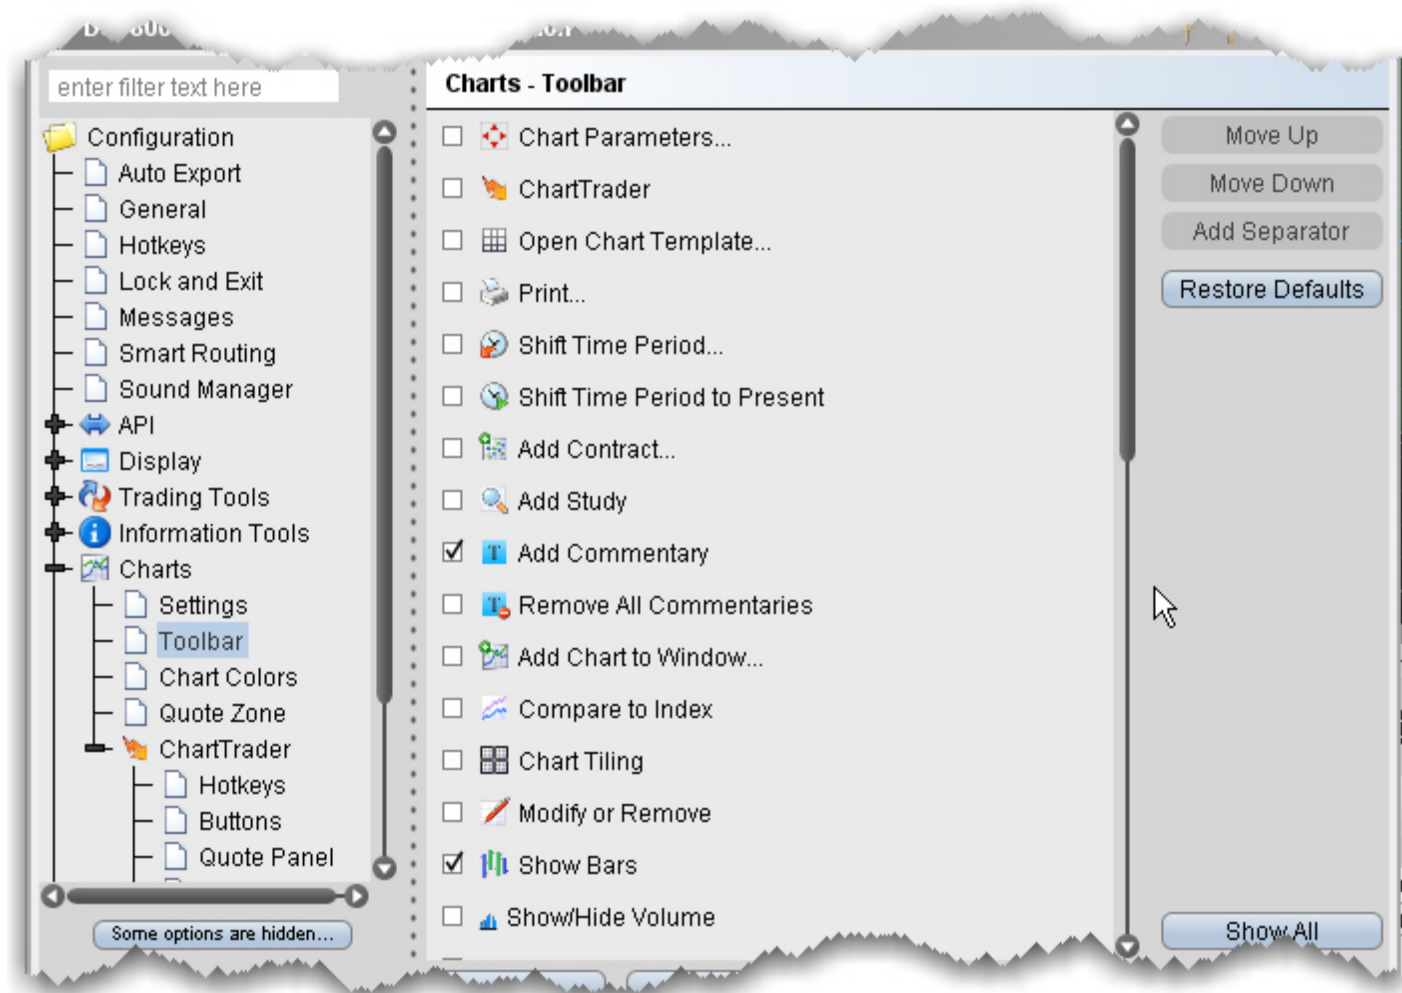 enter filter text here
Configuration
Auto Export
General
Hotkeys
Lock and Exit
Messages
Smart Routing
Sound Manager
API
Display
Trading Tools
Information Tools
Charts
Settings
Toolbar
Chart Colors
Quote Zone
ChartTrader
Hotkeys
Buttons
Quote Panel
Some options are hidden...
Charts - Toolbar
Chart Parameters...
ChartTrader
Open Chart Template...
Print...
Shift Time Period...
Shift Time Period to Present
Add Contract...
Add Study
Add Commentary
Remove All Commentaries
Add Chart to Window...
Compare to Index
Chart Tiling
Modify or Remove
Show Bars
Show/Hide Volume
Move Up
Move Down
Add Separator
Restore Defaults
Show All